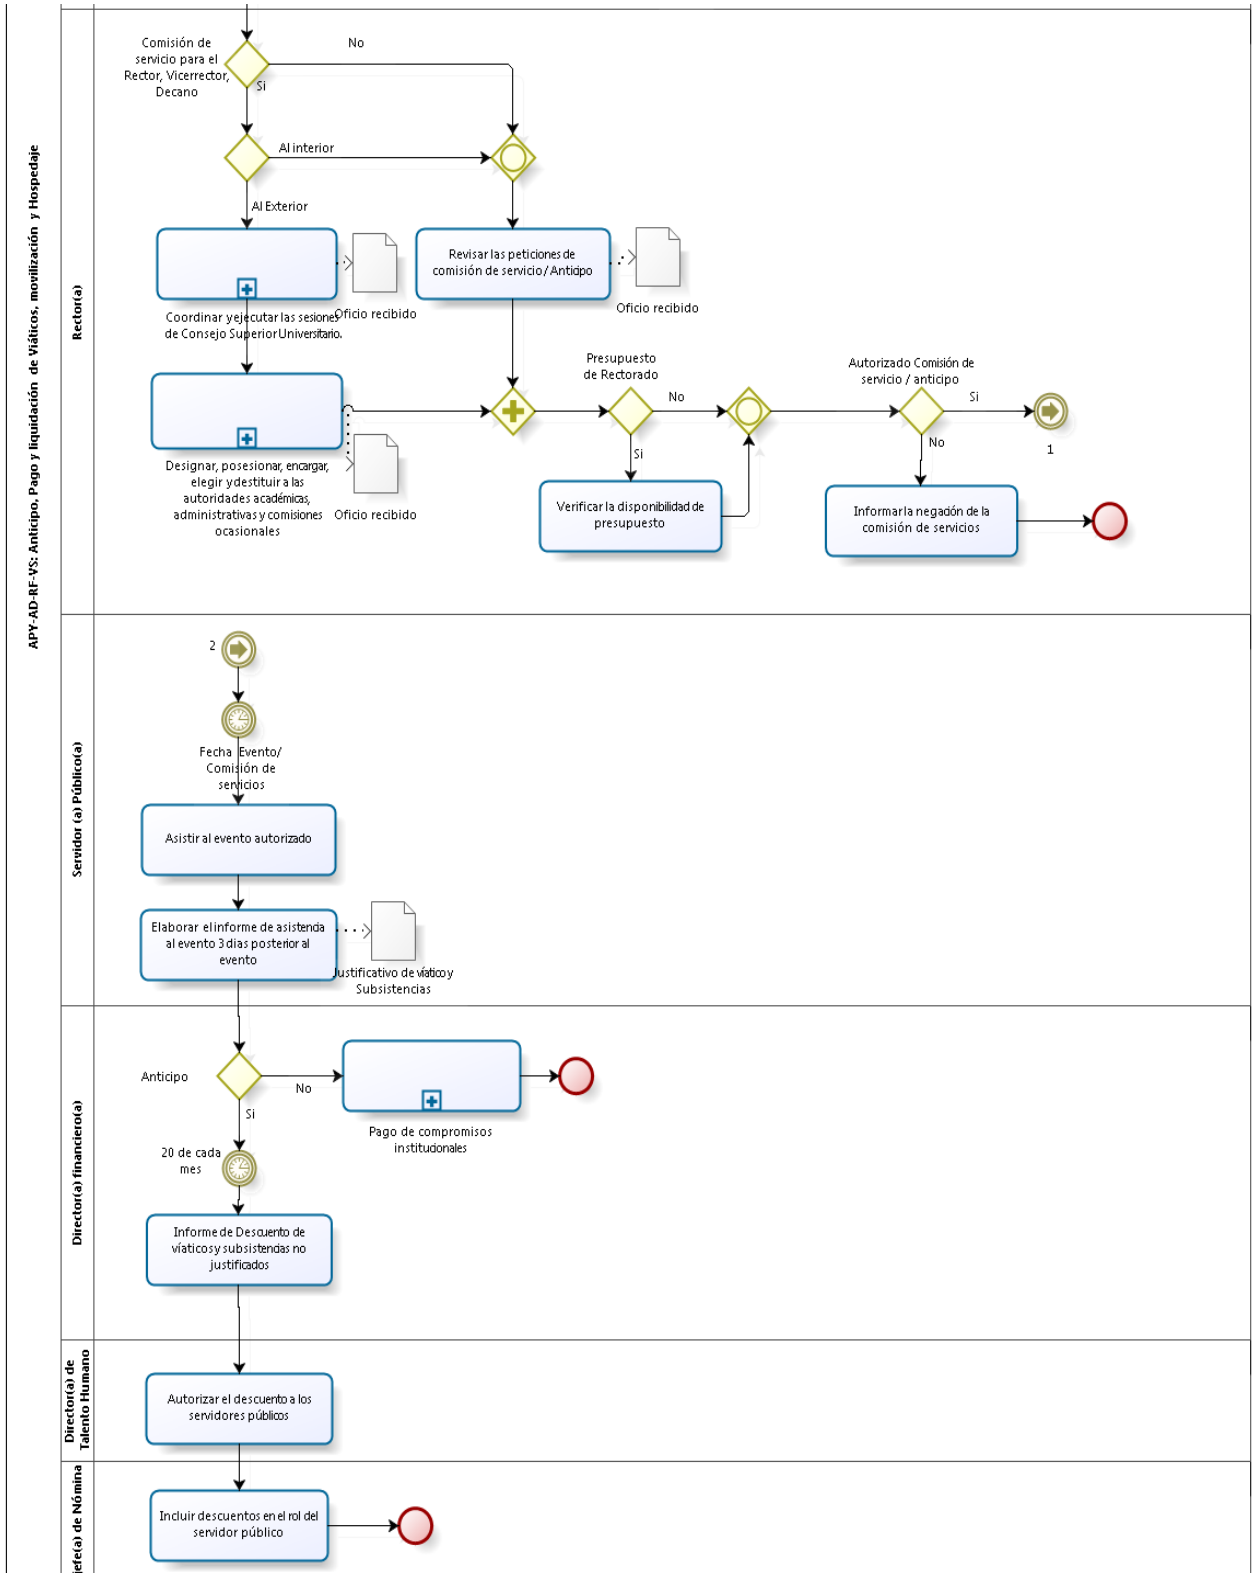 APY-AD-RF-VS: Anticipo, Pago y liquidación de Viáticos, movilización y Hospedaje
Rector(a)
Comisión de
servicio para el
Rector, Vicerrector,
Decano
No
Si
Al interior
Al Exterior
Revisar las peticiones de
comisión de servicio / Anticipo
Oficio recibido
Oficio recibido
Coordinar y ejecutar las sesiones
de Consejo Superior Universitario.
Presupuesto
de Rectorado
Autorizado Comisión de
servicio / anticipo
No
Si
1
Si
No
Designar, posesionar, encargar,
elegir y destituir a las
autoridades académicas,
administrativas y comisiones
ocasionales
Oficio recibido
Verificar la disponibilidad de
presupuesto
Informar la negación de la
comisión de servicios
Servidor (a) Público(a)
2
Fecha Evento/
Comisión de
servicios
Asistir al evento autorizado
Elaborar el informe de asistencia
al evento 3 dias posterior al
evento
Justificativo de víatico y
Subsistencias
Director(a) financiero(a)
Anticipo
No
Si
Pago de compromisos
institucionales
20 de cada
mes
Informe de Descuento de
víaticos y subsistencias no
justificados
Director(a) de
Talento Humano
Autorizar el descuento a los
servidores públicos
Jefe(a) de Nómina
Incluir descuentos en el rol del
servidor público